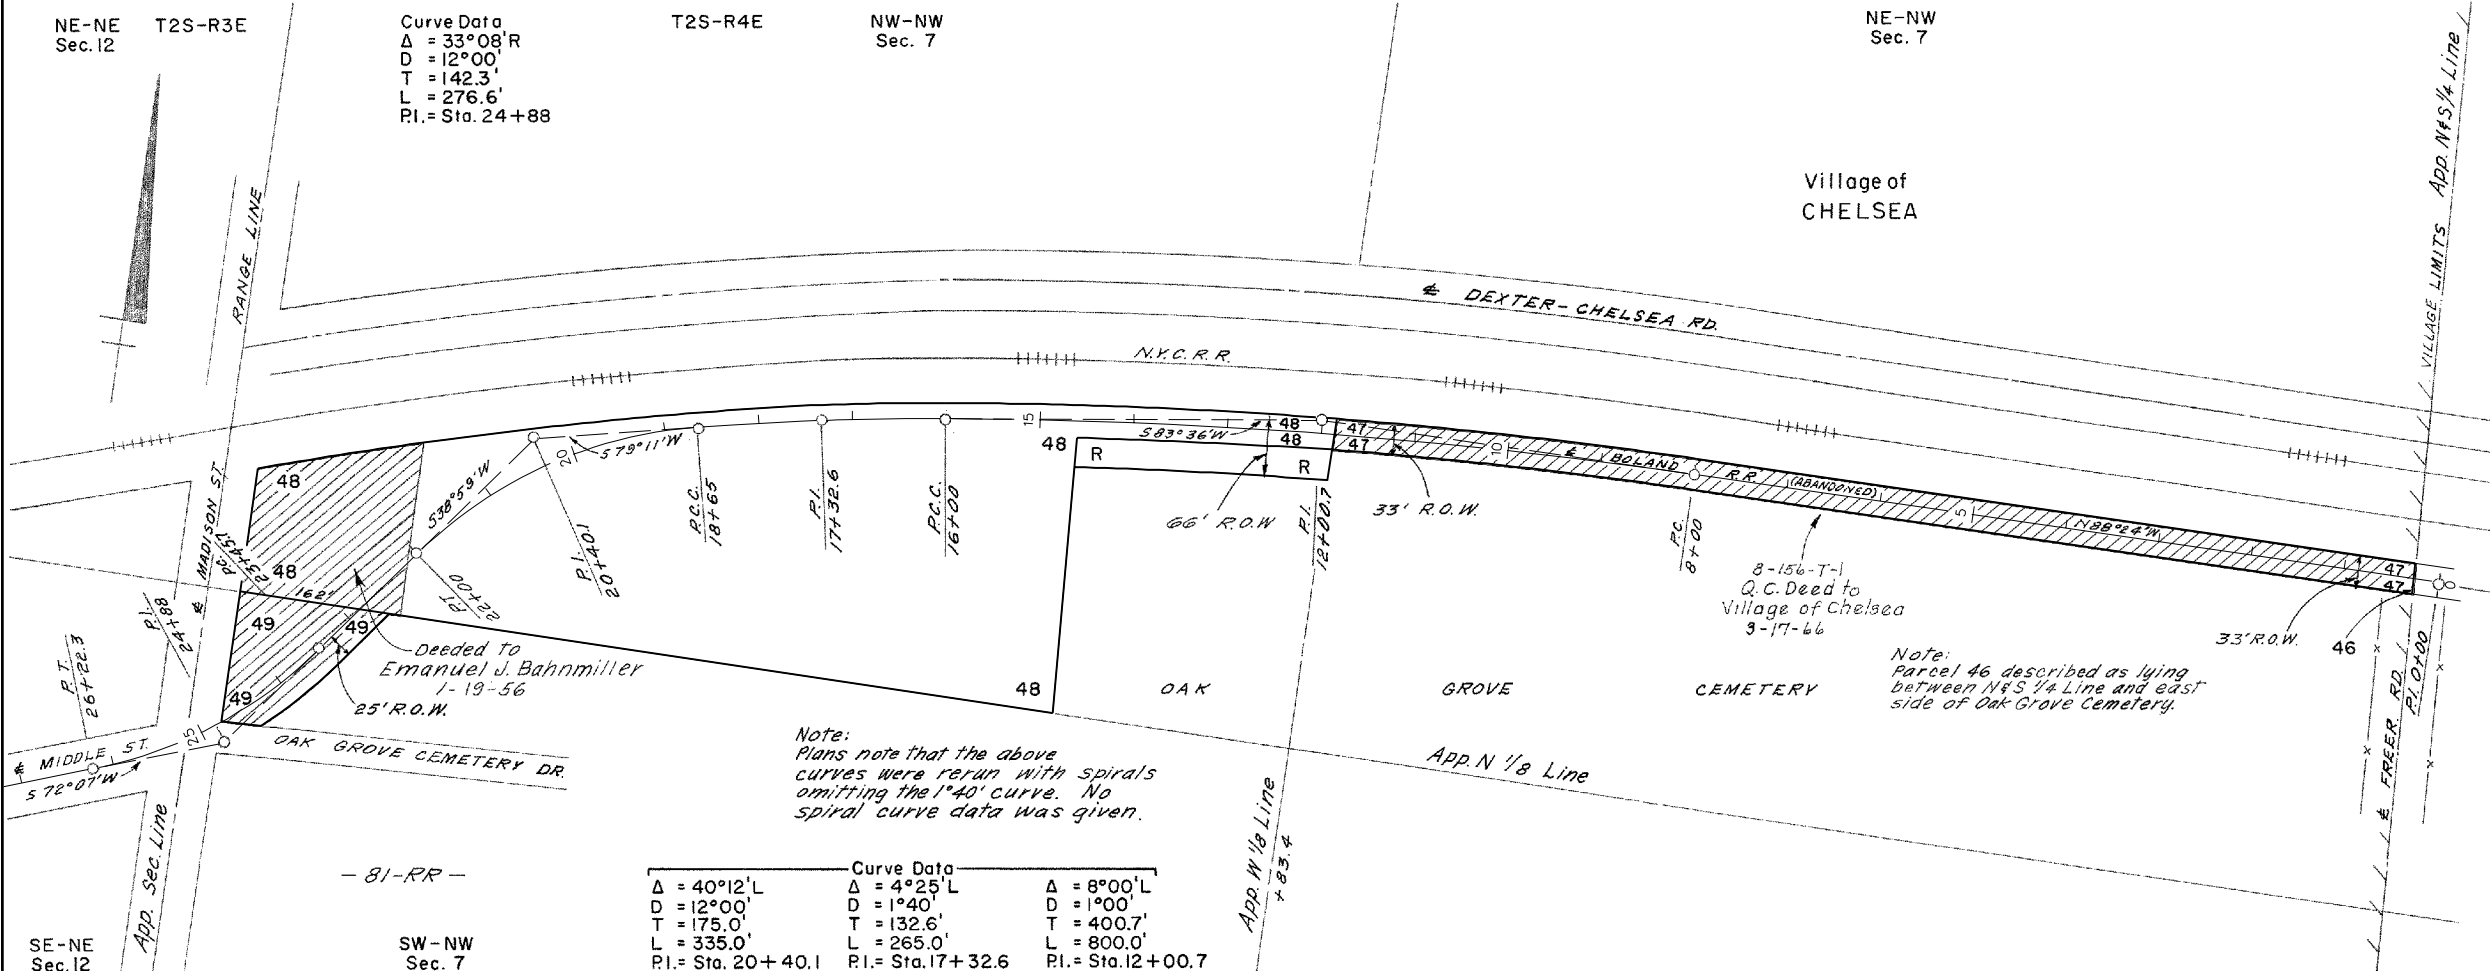 NE-NE T2S-R3E
Sec. 12
Curve Data
Δ = 33°08'R
D = 12°00'
T = 142.3'
L = 276.6'
P.I. = Sta. 24+88
T2S-R4E
NW-NW
Sec. 7
NE-NW
Sec. 7
App. N&S 1/4 Line
VILLAGE LIMITS
Village of
CHELSEA
RANGE LINE
℄ DEXTER-CHELSEA RD.
N.Y.C. R.R.
℄ MADISON ST.
48
48
49
49
49
162'
P.C.
23+45.7
P.I.
24+88
P.T.
26+22.3
S38°59'W
20
S79°11'W
P.T.
22+00
P.I.
20+40.1
P.C.C.
18+65
P.I.
17+32.6
P.C.C.
16+00
15
S83°36'W
48
48
48
R
R
47
47
66' R.O.W
P.I.
12+00.7
33' R.O.W.
10
℄ BOLAND R.R. (ABANDONED)
P.C.
8+00
5
N88°24'W
47
47
0
8-156-T-1
Q.C. Deed to
Village of Chelsea
3-17-66
33' R.O.W.
46
P.I. 0+00
℄ FREER RD.
Note:
Parcel 46 described as lying
between N&S 1/4 Line and east
side of Oak Grove Cemetery.
Deeded to
Emanuel J. Bahnmiller
1-19-56
25' R.O.W.
48
OAK GROVE CEMETERY
25
℄ MIDDLE ST.
S 72°07'W
OAK GROVE CEMETERY DR.
Note:
Plans note that the above
curves were rerun with spirals
omitting the 1°40' curve. No
spiral curve data was given.
App. N 1/8 Line
App. W 1/8 Line
+83.4
App. Sec. Line
- 81-RR -
Curve Data
Δ = 40°12'L Δ = 4°25'L Δ = 8°00'L
D = 12°00' D = 1°40' D = 1°00'
T = 175.0' T = 132.6' T = 400.7'
L = 335.0' L = 265.0' L = 800.0'
P.I. = Sta. 20+40.1 P.I. = Sta. 17+32.6 P.I. = Sta. 12+00.7
SE-NE
Sec. 12
SW-NW
Sec. 7